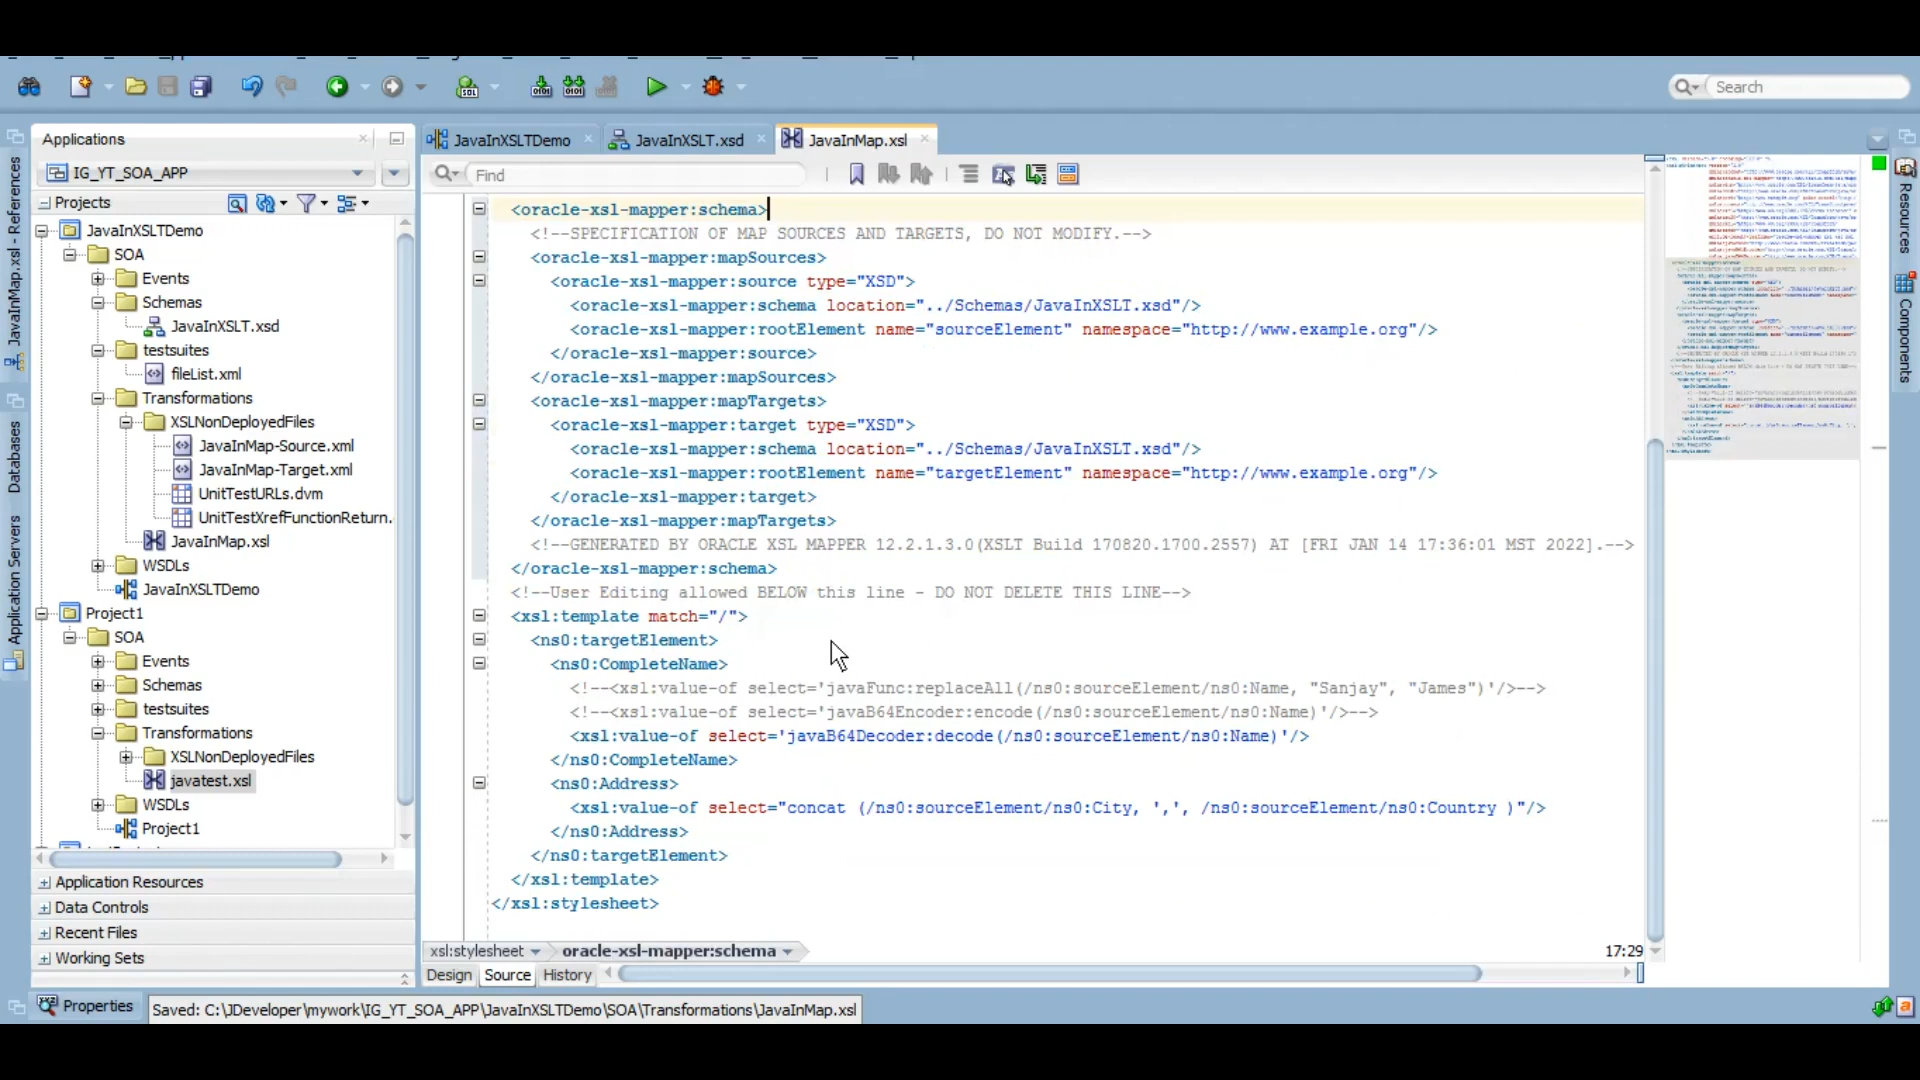 Search
JavaInMap.xsl - References
Databases
Application Servers
Applications
IG_YT_SOA_APP
Projects
JavaInXSLTDemo
SOA
Events
Schemas
JavaInXSLT.xsd
testsuites
fileList.xml
Transformations
XSLNonDeployedFiles
JavaInMap-Source.xml
JavaInMap-Target.xml
UnitTestURLs.dvm
UnitTestXrefFunctionReturn.
JavaInMap.xsl
WSDLs
JavaInXSLTDemo
Project1
SOA
Events
Schemas
testsuites
Transformations
XSLNonDeployedFiles
javatest.xsl
WSDLs
Project1
Application Resources
Data Controls
Recent Files
Working Sets
JavaInXSLTDemo
JavaInXSLT.xsd
JavaInMap.xsl
Find
<oracle-xsl-mapper:schema>
<!--SPECIFICATION OF MAP SOURCES AND TARGETS, DO NOT MODIFY.-->
<oracle-xsl-mapper:mapSources>
<oracle-xsl-mapper:source type="XSD">
<oracle-xsl-mapper:schema location="../Schemas/JavaInXSLT.xsd"/>
<oracle-xsl-mapper:rootElement name="sourceElement" namespace="http://www.example.org"/>
</oracle-xsl-mapper:source>
</oracle-xsl-mapper:mapSources>
<oracle-xsl-mapper:mapTargets>
<oracle-xsl-mapper:target type="XSD">
<oracle-xsl-mapper:schema location="../Schemas/JavaInXSLT.xsd"/>
<oracle-xsl-mapper:rootElement name="targetElement" namespace="http://www.example.org"/>
</oracle-xsl-mapper:target>
</oracle-xsl-mapper:mapTargets>
<!--GENERATED BY ORACLE XSL MAPPER 12.2.1.3.0(XSLT Build 170820.1700.2557) AT [FRI JAN 14 17:36:01 MST 2022].-->
</oracle-xsl-mapper:schema>
<!--User Editing allowed BELOW this line - DO NOT DELETE THIS LINE-->
<xsl:template match="/">
<ns0:targetElement>
<ns0:CompleteName>
<!--<xsl:value-of select='javaFunc:replaceAll(/ns0:sourceElement/ns0:Name, "Sanjay", "James")'/>-->
<!--<xsl:value-of select='javaB64Encoder:encode(/ns0:sourceElement/ns0:Name)'/>-->
<xsl:value-of select='javaB64Decoder:decode(/ns0:sourceElement/ns0:Name)'/>
</ns0:CompleteName>
<ns0:Address>
<xsl:value-of select="concat (/ns0:sourceElement/ns0:City, ',', /ns0:sourceElement/ns0:Country )"/>
</ns0:Address>
</ns0:targetElement>
</xsl:template>
</xsl:stylesheet>
xsl:stylesheet
oracle-xsl-mapper:schema
17:29
Design
Source
History
Resources
Components
Properties
Saved: C:\JDeveloper\mywork\IG_YT_SOA_APP\JavaInXSLTDemo\SOA\Transformations\JavaInMap.xsl